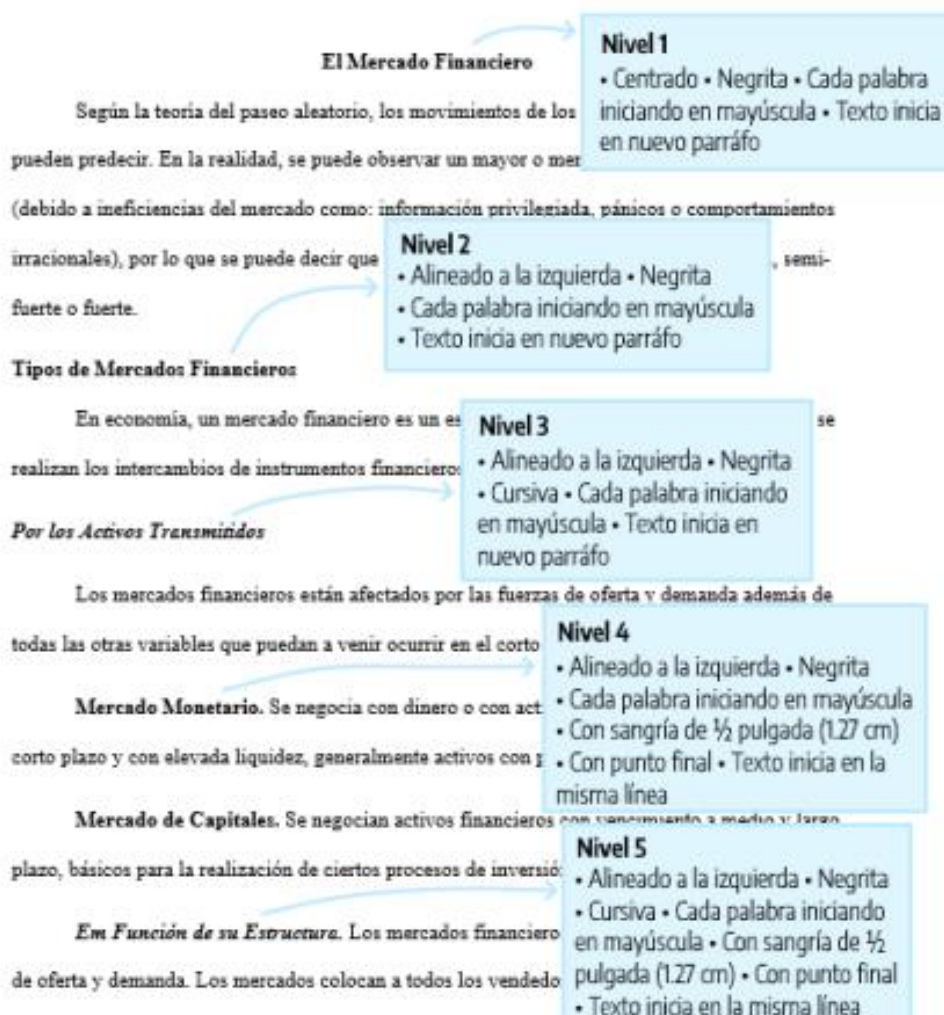 El Mercado Financiero
Nivel 1
• Centrado • Negrita • Cada palabra
iniciando en mayúscula • Texto inicia
en nuevo parráfo
Según la teoría del paseo aleatorio, los movimientos de los
pueden predecir. En la realidad, se puede observar un mayor o
(debido a ineficiencias del mercado como: información privilegiada, pánicos o comportamientos
irracionales), por lo que se puede decir que
, semi-
fuerte o fuerte.
Nivel 2
• Alineado a la izquierda • Negrita
• Cada palabra iniciando en mayúscula
• Texto inicia en nuevo parráfo
Tipos de Mercados Financieros
En economía, un mercado financiero es un
se
realizan los intercambios de instrumentos
Nivel 3
• Alineado a la izquierda • Negrita
• Cursiva • Cada palabra iniciando
en mayúscula • Texto inicia en
nuevo parráfo
Por los Activos Transmitidos
Los mercados financieros están afectados por las fuerzas de oferta y demanda además de
todas las otras variables que puedan a venir ocurrir en el corto
Nivel 4
• Alineado a la izquierda • Negrita
• Cada palabra iniciando en mayúscula
• Con sangría de ½ pulgada (1.27 cm)
• Con punto final • Texto inicia en la
misma línea
Mercado Monetario. Se negocia con dinero o con
corto plazo y con elevada liquidez, generalmente activos con
Mercado de Capitales. Se negocian activos financieros con vencimiento a medio y largo
plazo, básicos para la realización de ciertos procesos de
Nivel 5
• Alineado a la izquierda • Negrita
• Cursiva • Cada palabra iniciando
en mayúscula • Con sangría de ½
pulgada (1.27 cm) • Con punto final
• Texto inicia en la misma línea
Em Función de su Estructura. Los mercados
de oferta y demanda. Los mercados colocan a todos los